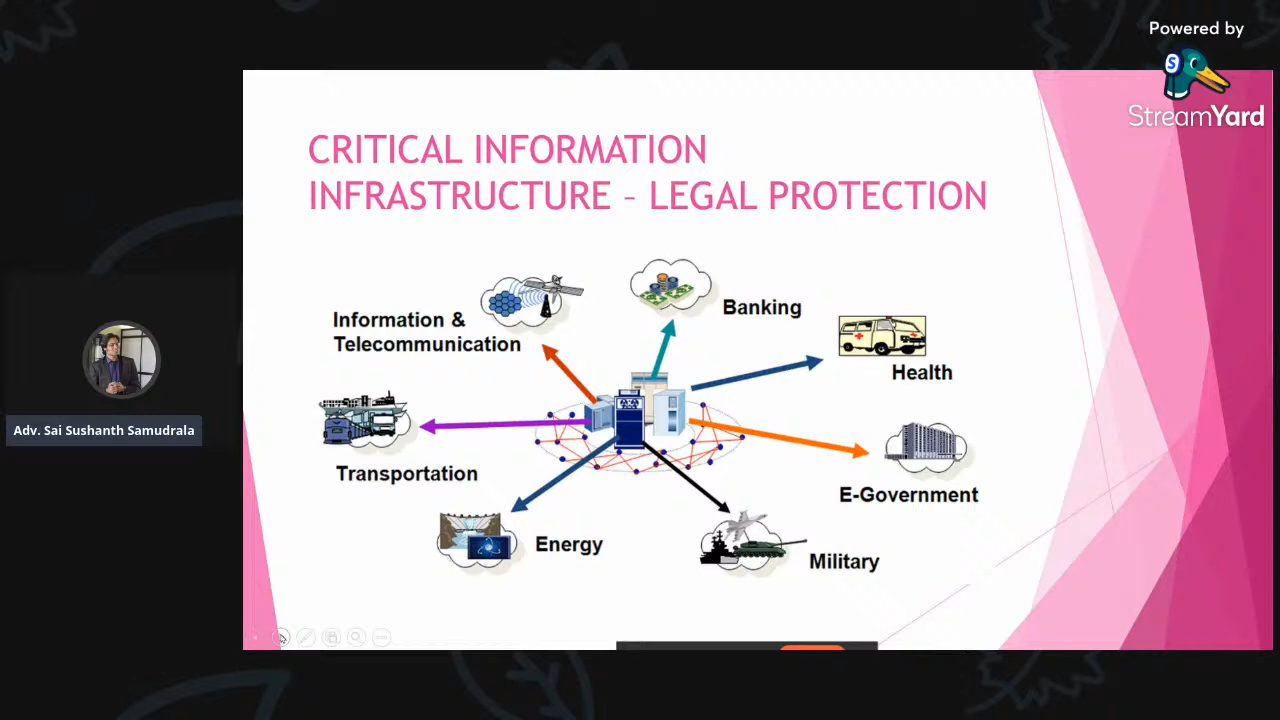 Powered by
StreamYard
CRITICAL INFORMATION
INFRASTRUCTURE – LEGAL PROTECTION
Information &
Telecommunication
Banking
Health
Adv. Sai Sushanth Samudrala
Transportation
E-Government
Energy
Military